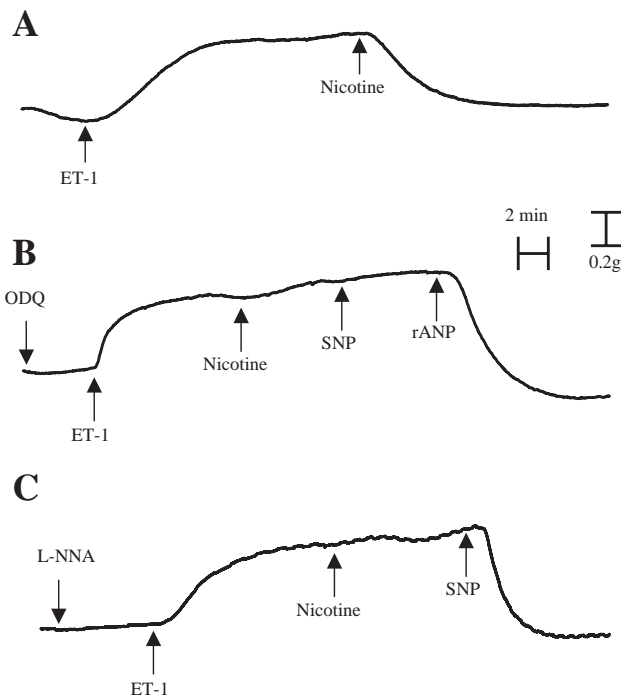 A
Nicotine
ET-1
2 min
0.2g
B
ODQ
Nicotine
SNP
rANP
ET-1
C
L-NNA
Nicotine
SNP
ET-1